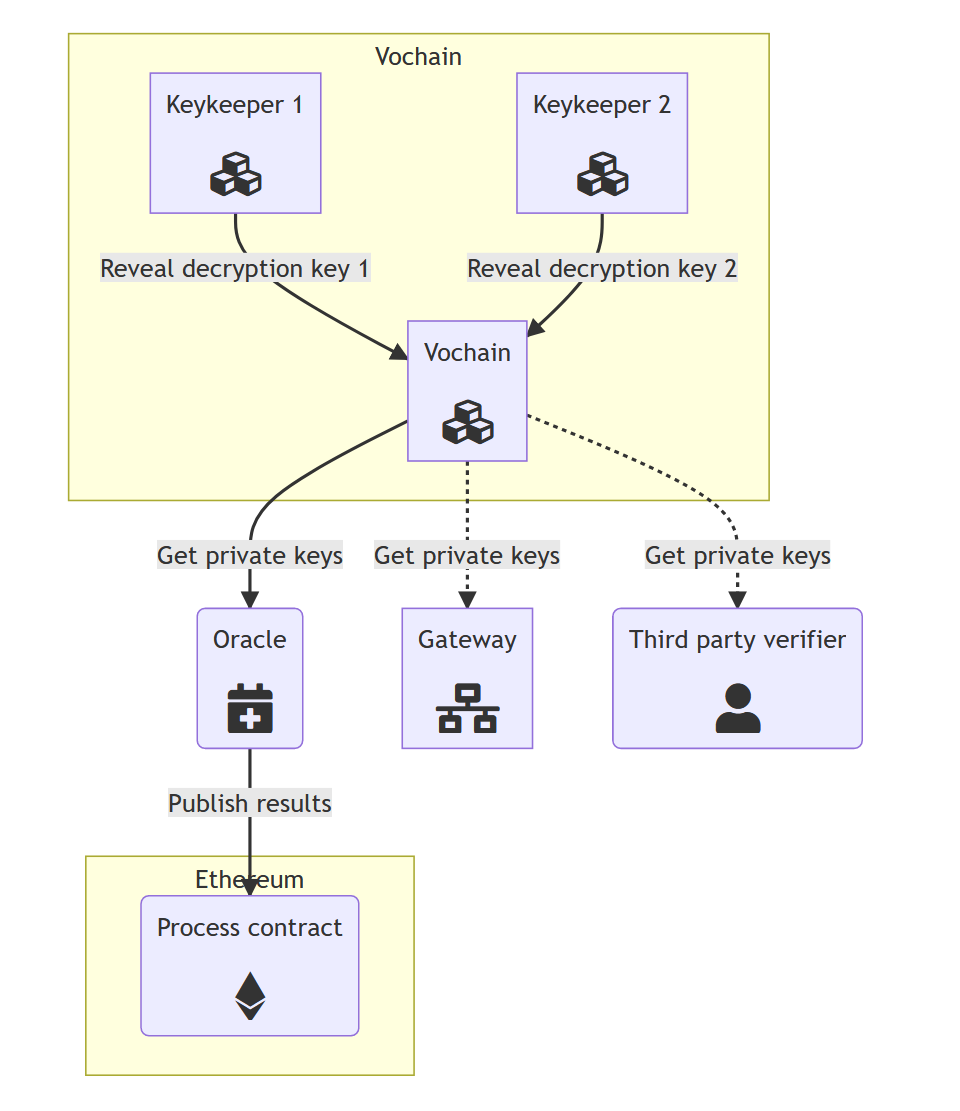 Vochain
Keykeeper 1
Keykeeper 2
Reveal decryption key 1
Reveal decryption key 2
Vochain
Get private keys
Get private keys
Get private keys
Oracle
Gateway
Third party verifier
Publish results
Ethereum
Process contract